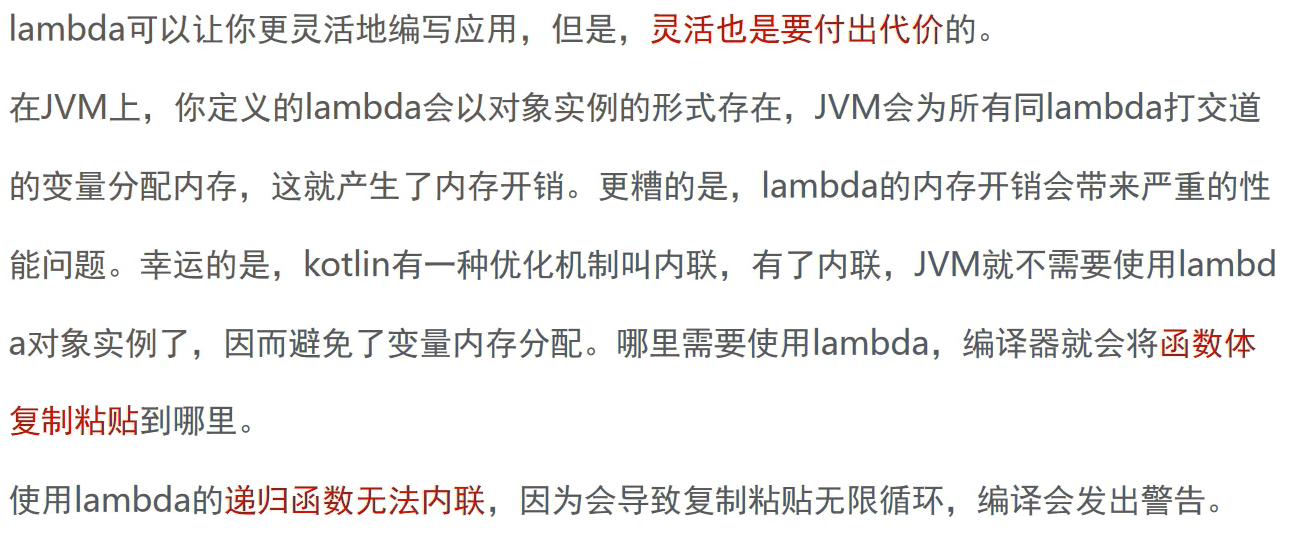 lambda可以让你更灵活地编写应用，但是，灵活也是要付出代价的。
在JVM上，你定义的lambda会以对象实例的形式存在，JVM会为所有同lambda打交道
的变量分配内存，这就产生了内存开销。更糟的是，lambda的内存开销会带来严重的性
能问题。幸运的是，kotlin有一种优化机制叫内联，有了内联，JVM就不需要使用lambd
a对象实例了，因而避免了变量内存分配。哪里需要使用lambda，编译器就会将函数体
复制粘贴到哪里。
使用lambda的递归函数无法内联，因为会导致复制粘贴无限循环，编译会发出警告。